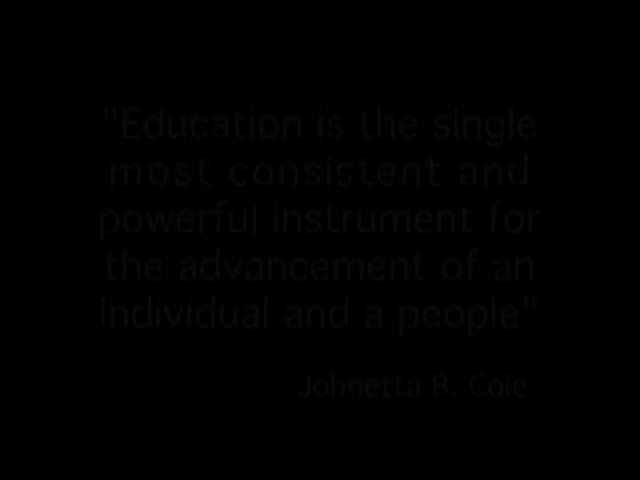 "Education is the single
most consistent and
powerful instrument for
the advancement of an
individual and a people"
Johnetta B. Cole